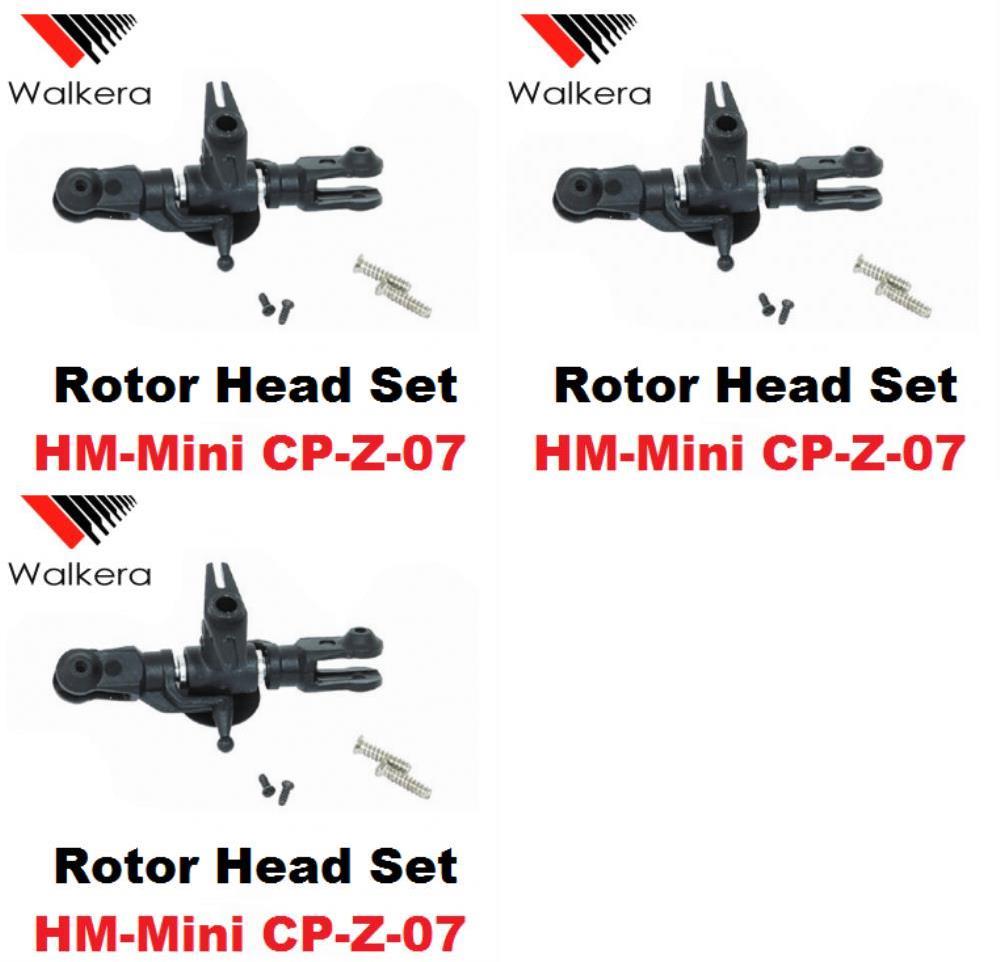 Walkera
Rotor Head Set
HM-Mini CP-Z-07
Walkera
Rotor Head Set
HM-Mini CP-Z-07
Walkera
Rotor Head Set
HM-Mini CP-Z-07